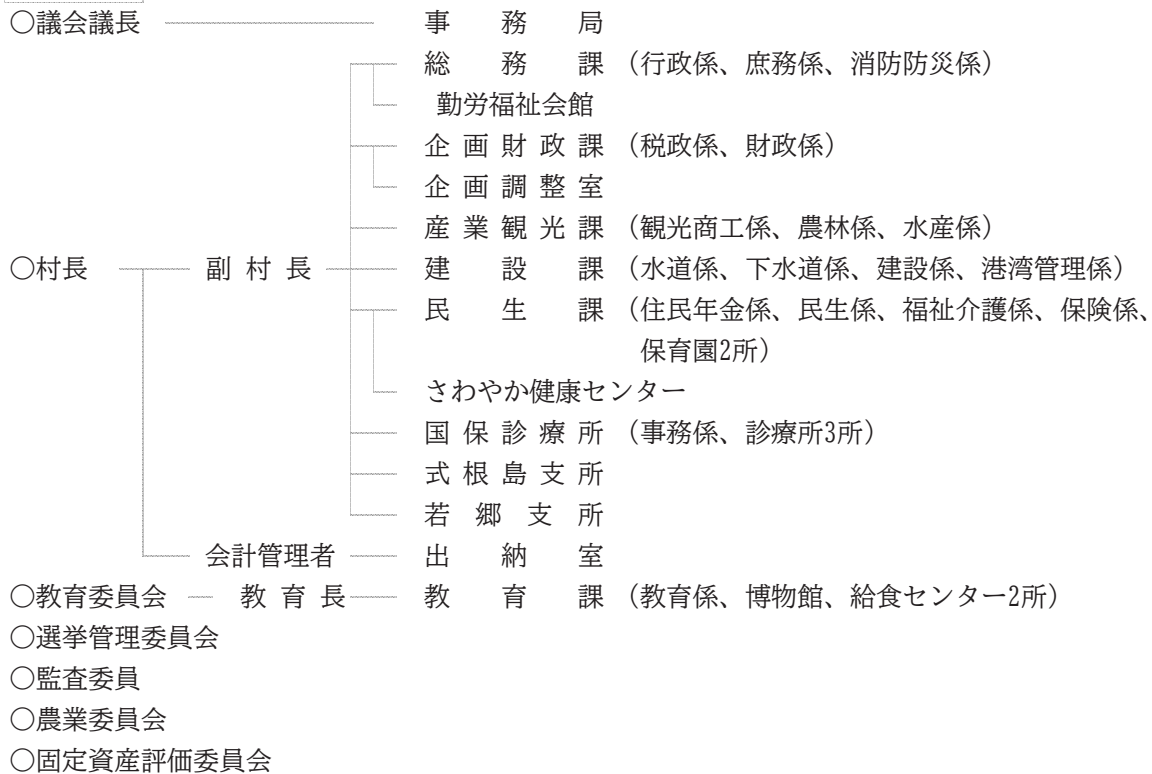 ○議会議長 事務局
総務課(行政係、庶務係、消防防災係)
勤労福祉会館
企画財政課(税政係、財政係)
企画調整室
産業観光課(観光商工係、農林係、水産係)
○村長 副村長 建設課(水道係、下水道係、建設係、港湾管理係)
民生課(住民年金係、民生係、福祉介護係、保険係、
保育園2所)
さわやか健康センター
国保診療所(事務係、診療所3所)
式根島支所
若郷支所
会計管理者 出納室
○教育委員会 教育長 教育課(教育係、博物館、給食センター2所)
○選挙管理委員会
○監査委員
○農業委員会
○固定資産評価委員会